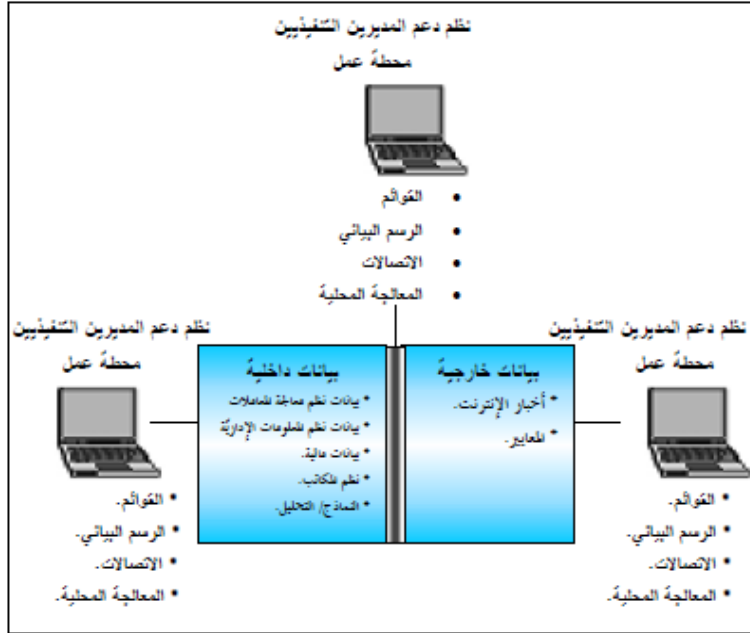 نظم دعم المديرين التنفيذيين
محطة عمل
• القوائم
• الرسم البياني
• الاتصالات
• المعالجة المحلية
نظم دعم المديرين التنفيذيين
محطة عمل
• القوائم.
• الرسم البياني.
• الاتصالات.
• المعالجة المحلية.
بيانات خارجية
* أخبار الإنترنت.
* المعايير.
بيانات داخلية
* بيانات نظم معالجة المعاملات
* بيانات نظم المعلومات الإداريّة
* بيانات مالية.
* نظم المكاتب.
* النماذج/ التحليل.
نظم دعم المديرين التنفيذيين
محطة عمل
• القوائم.
• الرسم البياني.
• الاتصالات.
• المعالجة المحلية.